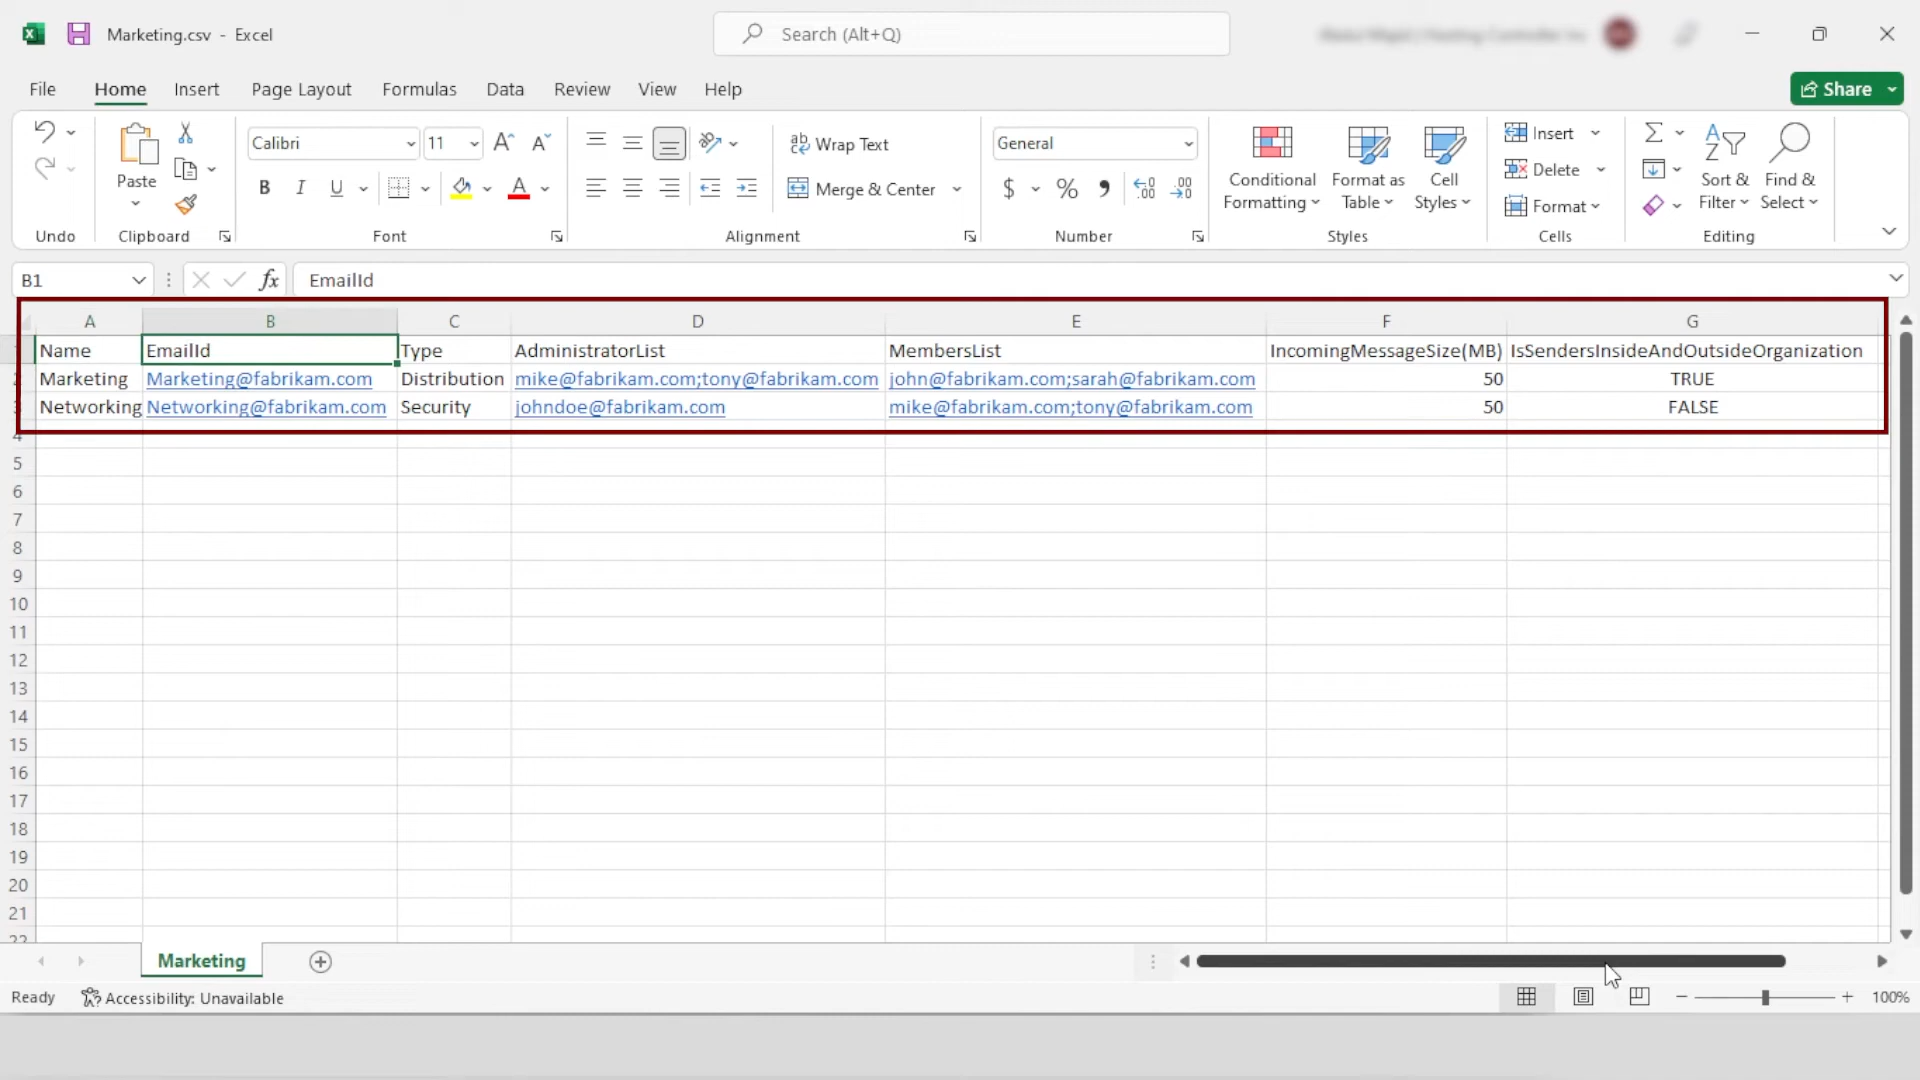 Marketing.csv - Excel
Search (Alt+Q)
File Home Insert Page Layout Formulas Data Review View Help
Share
Paste
Calibri 11
Wrap Text
Merge & Center
General
Conditional Formatting
Format as Table
Cell Styles
Insert
Delete
Format
Sort & Filter
Find & Select
Undo Clipboard Font Alignment Number Styles Cells Editing
B1 fx EmailId
A B C D E F G
Name EmailId Type AdministratorList MembersList IncomingMessageSize(MB) IsSendersInsideAndOutsideOrganization
Marketing Marketing@fabrikam.com Distribution mike@fabrikam.com;tony@fabrikam.com john@fabrikam.com;sarah@fabrikam.com 50 TRUE
Networking Networking@fabrikam.com Security johndoe@fabrikam.com mike@fabrikam.com;tony@fabrikam.com 50 FALSE
4
5
6
7
8
9
10
11
12
13
14
15
16
17
18
19
20
21
22
Marketing
Ready Accessibility: Unavailable 100%